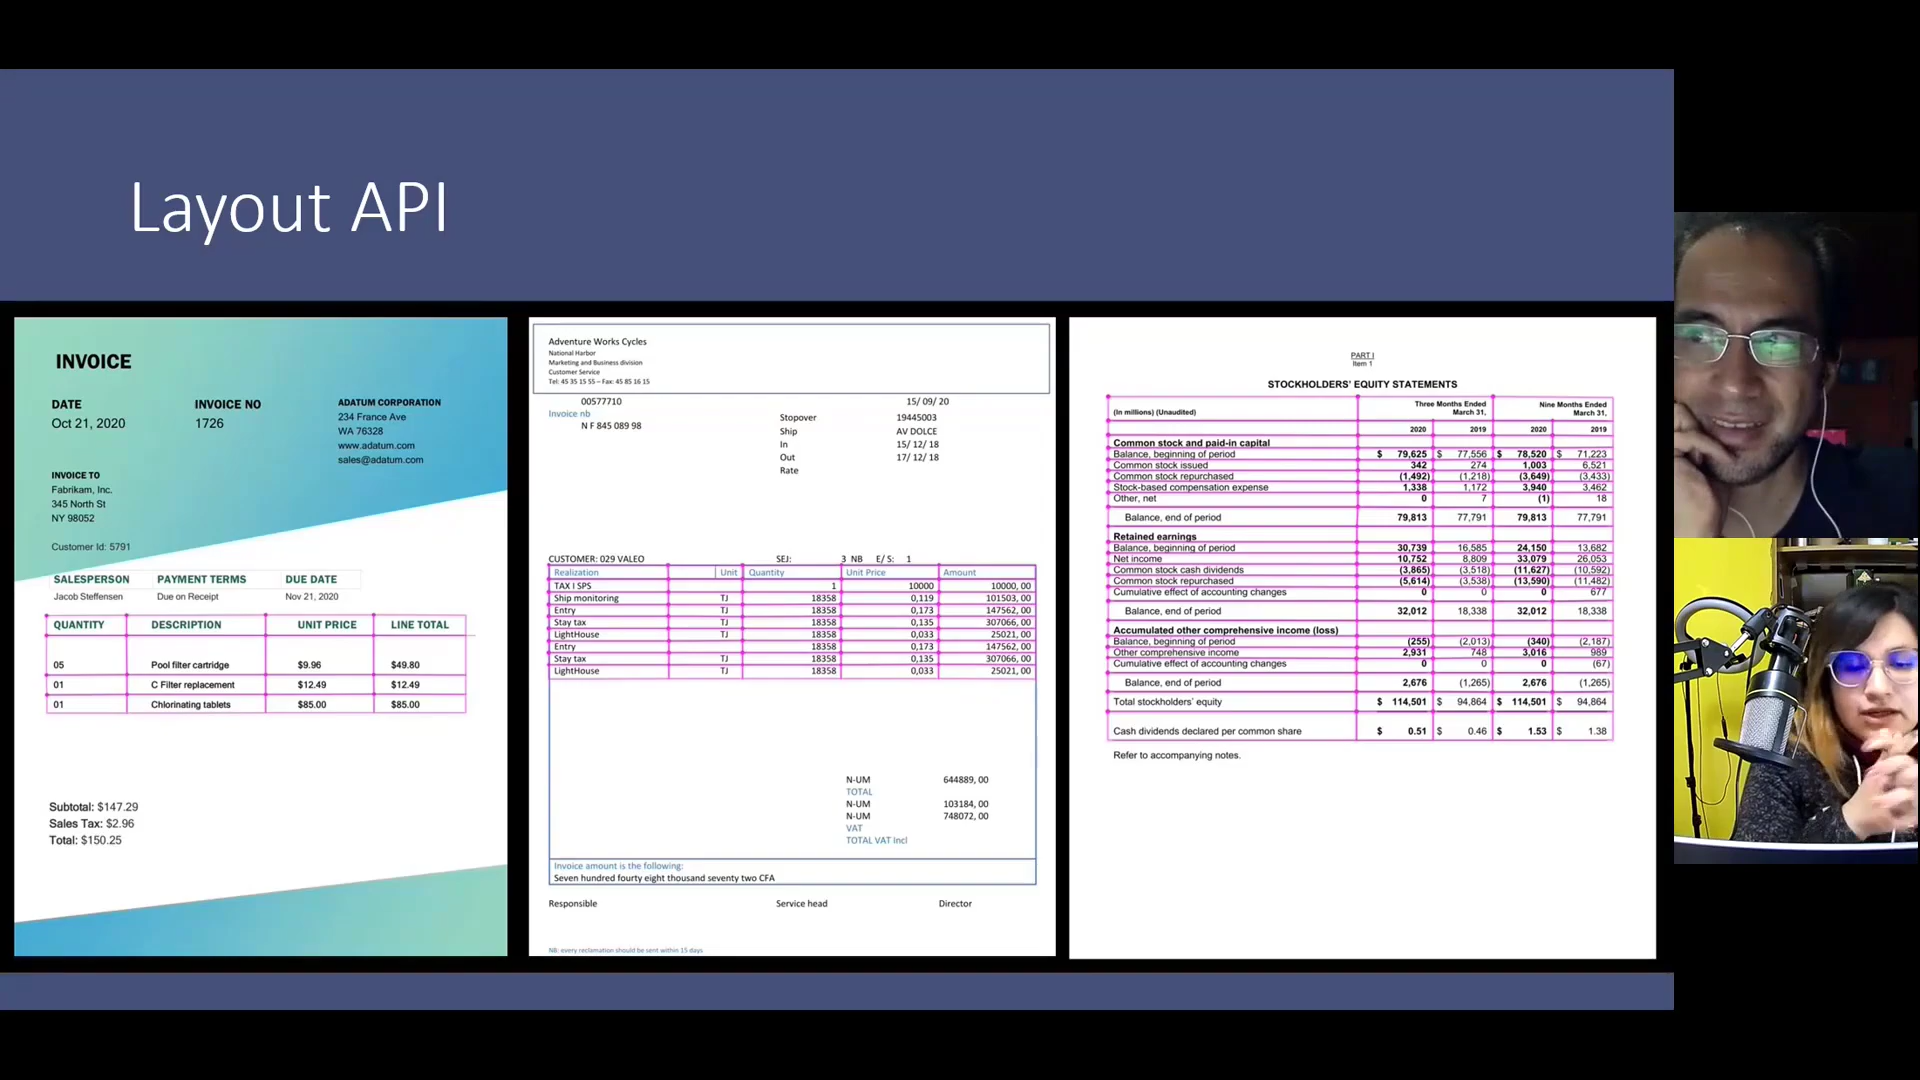 Layout API
INVOICE
DATE INVOICE NO ADATUM CORPORATION
Oct 21, 2020 1726 234 France Ave
WA 76328
www.adatum.com
sales@adatum.com
INVOICE TO
Fabrikam, Inc.
345 North St
NY 98052
Customer Id: 5791
SALESPERSON PAYMENT TERMS DUE DATE
Jacob Steffensen Due on Receipt Nov 21, 2020
QUANTITY DESCRIPTION UNIT PRICE LINE TOTAL
05 Pool filter cartridge $9.96 $49.80
01 C Filter replacement $12.49 $12.49
01 Chlorinating tablets $85.00 $85.00
Subtotal: $147.29
Sales Tax: $2.96
Total: $150.25
Adventure Works Cycles
National Harbor
Marketing and Business division
Customer Service
Tel: 45 35 15 55 – Fax: 45 85 16 15
00577710 15/ 09/ 20
Invoice nb
N F 845 089 98
Stopover 19445003
Ship AV DOLCE
In 15/ 12/ 18
Out 17/ 12/ 18
Rate
CUSTOMER: 029 VALEO SEJ: 3 NB E/ S: 1
Realization Unit Quantity Unit Price Amount
TAX I SPS 1 10000 10000, 00
Ship monitoring TJ 18358 0,119 101503, 00
Entry TJ 18358 0,173 147562, 00
Stay tax TJ 18358 0,135 307066, 00
LightHouse TJ 18358 0,033 25021, 00
Entry 18358 0,173 147562, 00
Stay tax TJ 18358 0,135 307066, 00
LightHouse TJ 18358 0,033 25021, 00
N-UM 644889, 00
TOTAL
N-UM 103184, 00
N-UM 748072, 00
VAT
TOTAL VAT Incl
Invoice amount is the following:
Seven hundred fourty eight thousand seventy two CFA
Responsible Service head Director
NB: every reclamation should be sent within 15 days
PART I
Item 1
STOCKHOLDERS' EQUITY STATEMENTS
(In millions) (Unaudited) Three Months Ended March 31, Nine Months Ended March 31,
2020 2019 2020 2019
Common stock and paid-in capital
Balance, beginning of period $ 79,625 $ 77,556 $ 78,520 $ 71,223
Common stock issued 342 274 1,003 6,521
Common stock repurchased (1,492) (1,218) (3,649) (3,433)
Stock-based compensation expense 1,338 1,172 3,940 3,462
Other, net 0 7 (1) 18
Balance, end of period 79,813 77,791 79,813 77,791
Retained earnings
Balance, beginning of period 30,739 16,585 24,150 13,682
Net income 10,752 8,809 33,079 26,053
Common stock cash dividends (3,865) (3,518) (11,627) (10,592)
Common stock repurchased (5,614) (3,538) (13,590) (11,482)
Cumulative effect of accounting changes 0 0 0 677
Balance, end of period 32,012 18,338 32,012 18,338
Accumulated other comprehensive income (loss)
Balance, beginning of period (255) (2,013) (340) (2,187)
Other comprehensive income 2,931 748 3,016 989
Cumulative effect of accounting changes 0 0 0 (67)
Balance, end of period 2,676 (1,265) 2,676 (1,265)
Total stockholders' equity $ 114,501 $ 94,864 $ 114,501 $ 94,864
Cash dividends declared per common share $ 0.51 $ 0.46 $ 1.53 $ 1.38
Refer to accompanying notes.